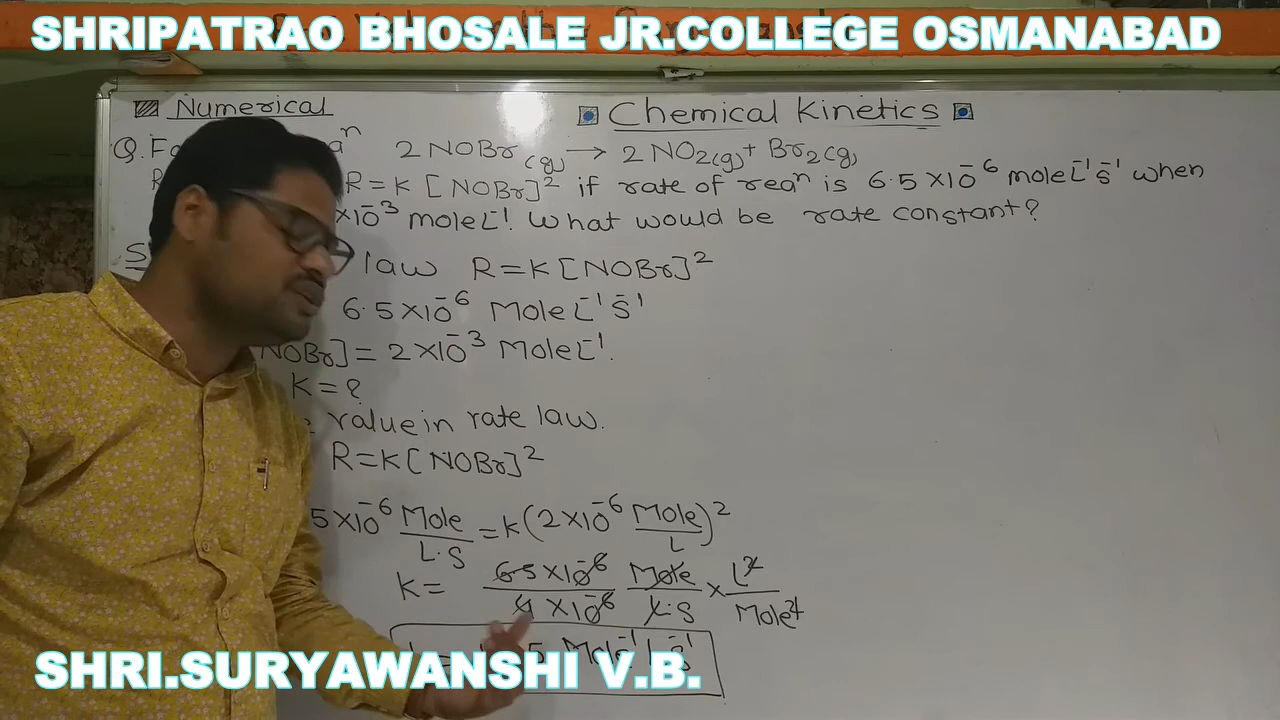 SHRIPATRAO BHOSALE JR.COLLEGE OSMANABAD
Numerical
Chemical Kinetics
Q. 2NOBr(g) → 2NO2(g) + Br2(g)
R=K[NOBr]² if rate of reaⁿ is 6.5×10⁻⁶ moleL⁻¹s⁻¹ when
×10⁻³ moleL⁻¹. What would be rate constant?
law R=K[NOBr]²
6.5×10⁻⁶ MoleL⁻¹s⁻¹
NOBr]=2×10⁻³ MoleL⁻¹.
K=?
value in rate law.
R=K[NOBr]²
5×10⁻⁶ Mole/L.S =K(2×10⁻⁶ Mole/L)²
K= 6.5×10⁻⁶/4×10⁻⁶ Mole/L.S × L²/Mole²
5 Mole⁻¹ L S⁻¹
SHRI.SURYAWANSHI V.B.